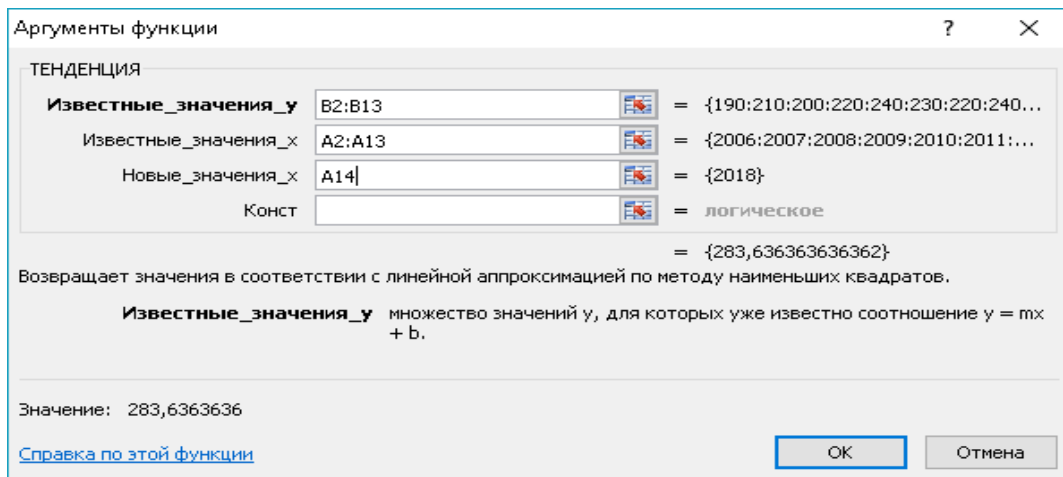 Аргументы функции ? ×
ТЕНДЕНЦИЯ
Известные_значения_y B2:B13 = {190:210:200:220:240:230:220:240...
Известные_значения_x A2:A13 = {2006:2007:2008:2009:2010:2011:...
Новые_значения_x A14 = {2018}
Конст = логическое
= {283,636363636362}
Возвращает значения в соответствии с линейной аппроксимацией по методу наименьших квадратов.
Известные_значения_y множество значений y, для которых уже известно соотношение y = mx
+ b.
Значение: 283,6363636
Справка по этой функции ОК Отмена